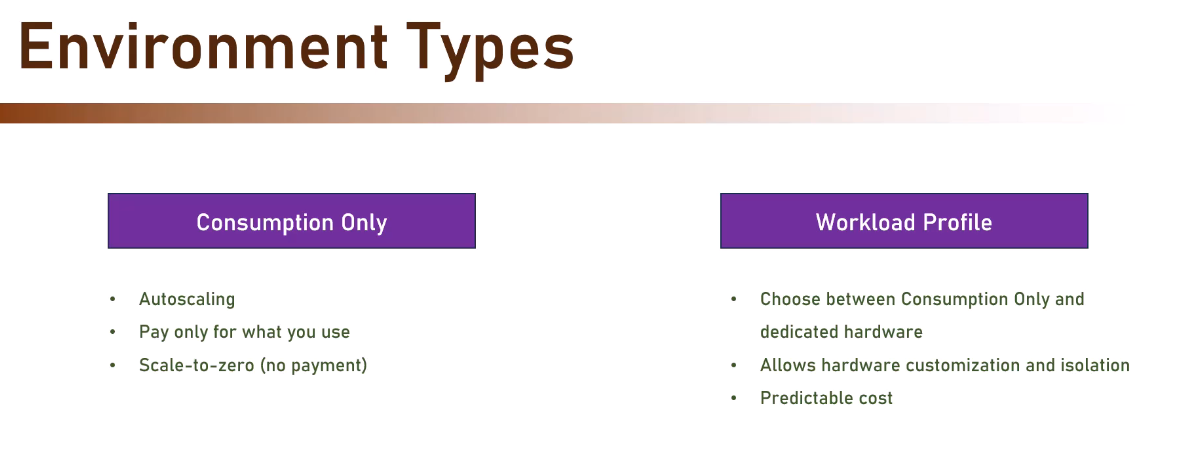 Environment Types
Consumption Only
• Autoscaling
• Pay only for what you use
• Scale-to-zero (no payment)
Workload Profile
• Choose between Consumption Only and
dedicated hardware
• Allows hardware customization and isolation
• Predictable cost